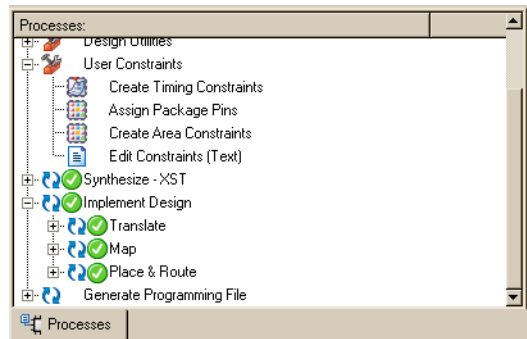 Processes:
Design Utilities
User Constraints
Create Timing Constraints
Assign Package Pins
Create Area Constraints
Edit Constraints (Text)
Synthesize - XST
Implement Design
Translate
Map
Place & Route
Generate Programming File
Processes